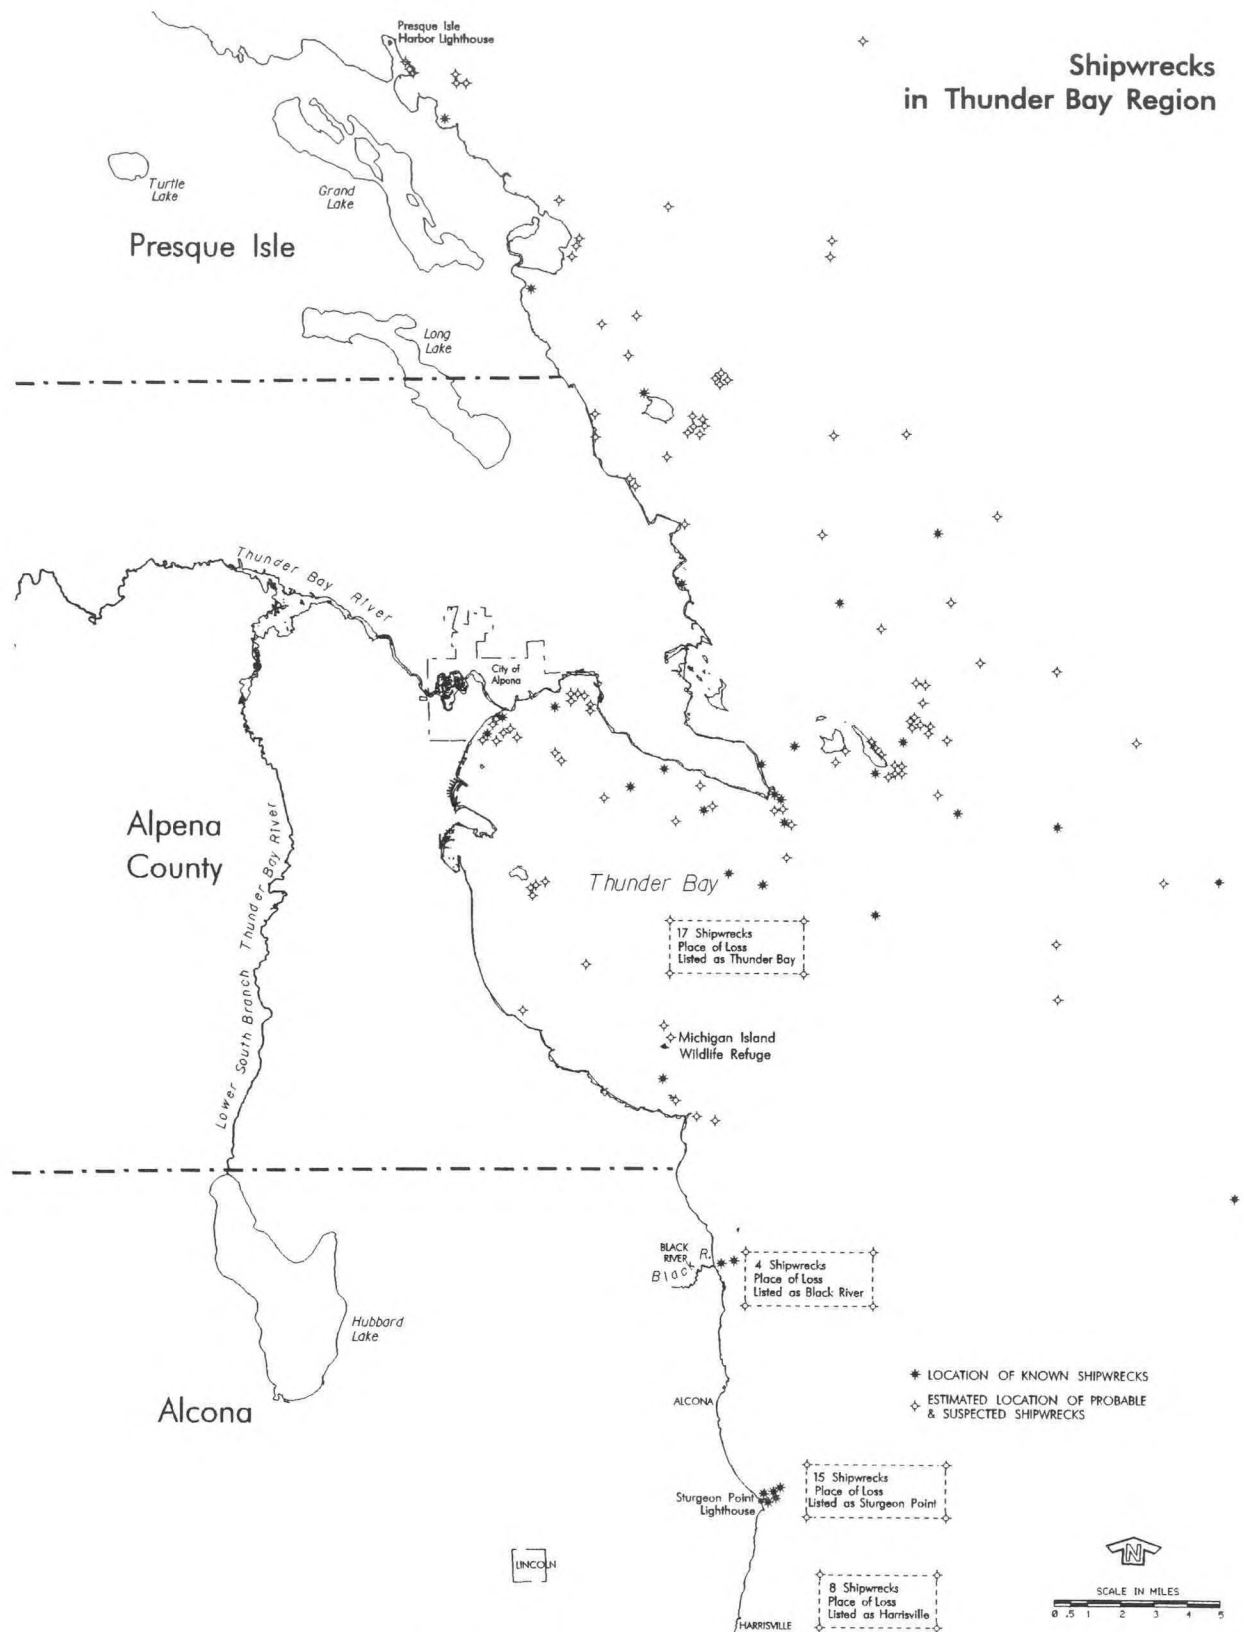 Presque Isle
Harbor Lighthouse
Shipwrecks
in Thunder Bay Region
Turtle
Lake
Grand
Lake
Presque Isle
Long
Lake
Thunder Bay River
City of
Alpena
Alpena
County
Lower South Branch Thunder Bay River
Thunder Bay
17 Shipwrecks
Place of Loss
Listed as Thunder Bay
Michigan Island
Wildlife Refuge
BLACK
RIVER
Black R.
4 Shipwrecks
Place of Loss
Listed as Black River
Hubbard
Lake
LOCATION OF KNOWN SHIPWRECKS
ESTIMATED LOCATION OF PROBABLE
& SUSPECTED SHIPWRECKS
ALCONA
Alcona
15 Shipwrecks
Place of Loss
Listed as Sturgeon Point
Sturgeon Point
Lighthouse
LINCOLN
N
8 Shipwrecks
Place of Loss
Listed as Harrisville
SCALE IN MILES
0 .5 1 2 3 4 5
HARRISVILLE